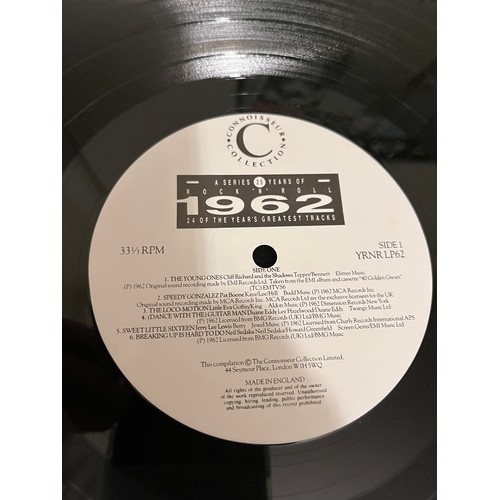 CONNOISSEUR
C
COLLECTION
A SERIES 21 YEARS OF
ROCK 'N' ROLL
1962
24 OF THE YEAR'S GREATEST TRACKS
33⅓ RPM
SIDE 1
YRNR LP62
SIDE ONE
1. THE YOUNG ONES Cliff Richard and the Shadows Tepper/Bennett Elstree Music
(P) 1962 Original sound recording made by EMI Records Ltd. Taken from the EMI album and cassette "40 Golden Greats"
(TC) EMTVS6
2. SPEEDY GONZALEZ Pat Boone Kaye/Lee/Hill Budd Music (P) 1962 MCA Records Inc
Original sound recording made by MCA Records Inc. MCA Records Ltd are the exclusive licensees for the UK
3. THE LOCO-MOTION Little Eva Goffin/King Aldon Music (P) 1962 Dimension Records Inc
4. (DANCE WITH THE) GUITAR MAN Duane Eddy Lee Hazelwood/Duane Eddy Twangy Music Ltd
(P) 1962 Licensed from BMG Records (UK) Ltd/BMG Music
5. SWEET LITTLE SIXTEEN Jerry Lee Lewis Berry Jewel Music (P) 1962 Licensed from Charly Records International APS
6. BREAKING UP IS HARD TO DO Neil Sedaka Neil Sedaka/Howard Greenfield Screen Gems/EMI Music Ltd
(P) 1962 Licensed from BMG Records (UK) Ltd/BMG Music
This compilation Ⓟ The Connoisseur Collection Limited,
44 Seymour Place, London W1H 5WQ
MADE IN ENGLAND
All rights of the producer and of the owner
of the work reproduced reserved. Unauthorised
copying, hiring, lending, public performance
and broadcasting of this record prohibited.